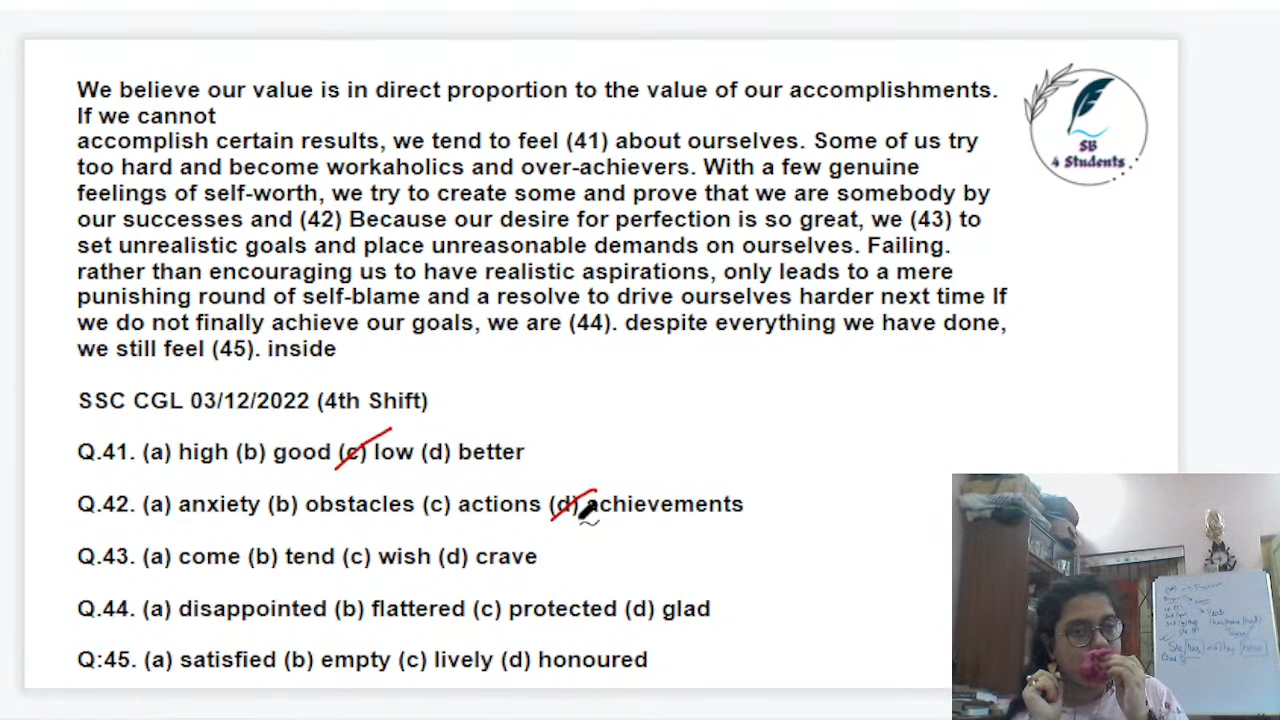 We believe our value is in direct proportion to the value of our accomplishments.
If we cannot
accomplish certain results, we tend to feel (41) about ourselves. Some of us try
too hard and become workaholics and over-achievers. With a few genuine
feelings of self-worth, we try to create some and prove that we are somebody by
our successes and (42) Because our desire for perfection is so great, we (43) to
set unrealistic goals and place unreasonable demands on ourselves. Failing.
rather than encouraging us to have realistic aspirations, only leads to a mere
punishing round of self-blame and a resolve to drive ourselves harder next time If
we do not finally achieve our goals, we are (44). despite everything we have done,
we still feel (45). inside
SB
4 Students
SSC CGL 03/12/2022 (4th Shift)
Q.41. (a) high (b) good (c) low (d) better
Q.42. (a) anxiety (b) obstacles (c) actions (d) achievements
Q.43. (a) come (b) tend (c) wish (d) crave
Q.44. (a) disappointed (b) flattered (c) protected (d) glad
Q:45. (a) satisfied (b) empty (c) lively (d) honoured